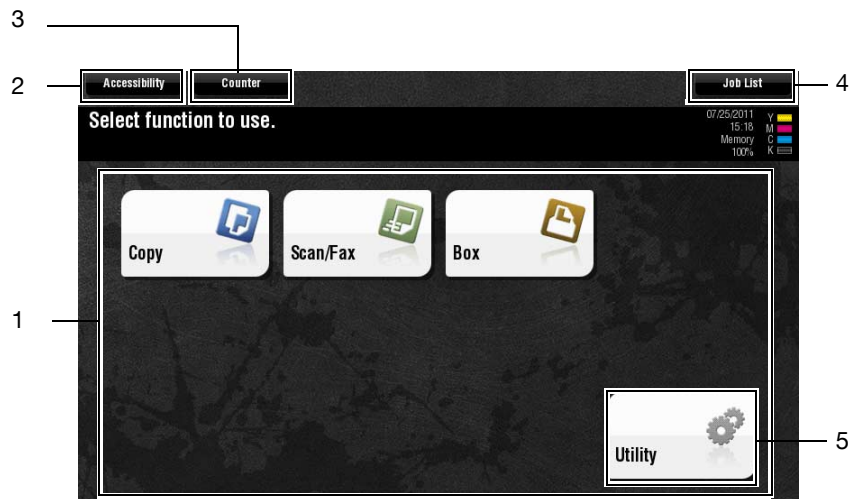 3
2
Accessibility
Counter
Job List
4
Select function to use.
07/25/2011
15:18
Memory
100%
Y
M
C
K
Copy
Scan/Fax
Box
1
Utility
5